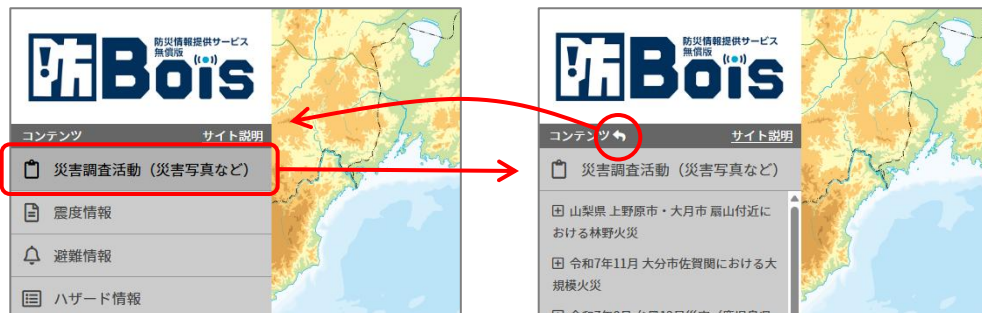 防災情報提供サービス
無償版
防Bois
コンテンツ サイト説明
災害調査活動（災害写真など）
震度情報
避難情報
ハザード情報
防災情報提供サービス
無償版
防Bois
コンテンツ サイト説明
災害調査活動（災害写真など）
山梨県 上野原市・大月市 扇山付近に
おける林野火災
令和7年11月 大分市佐賀関における大
規模火災